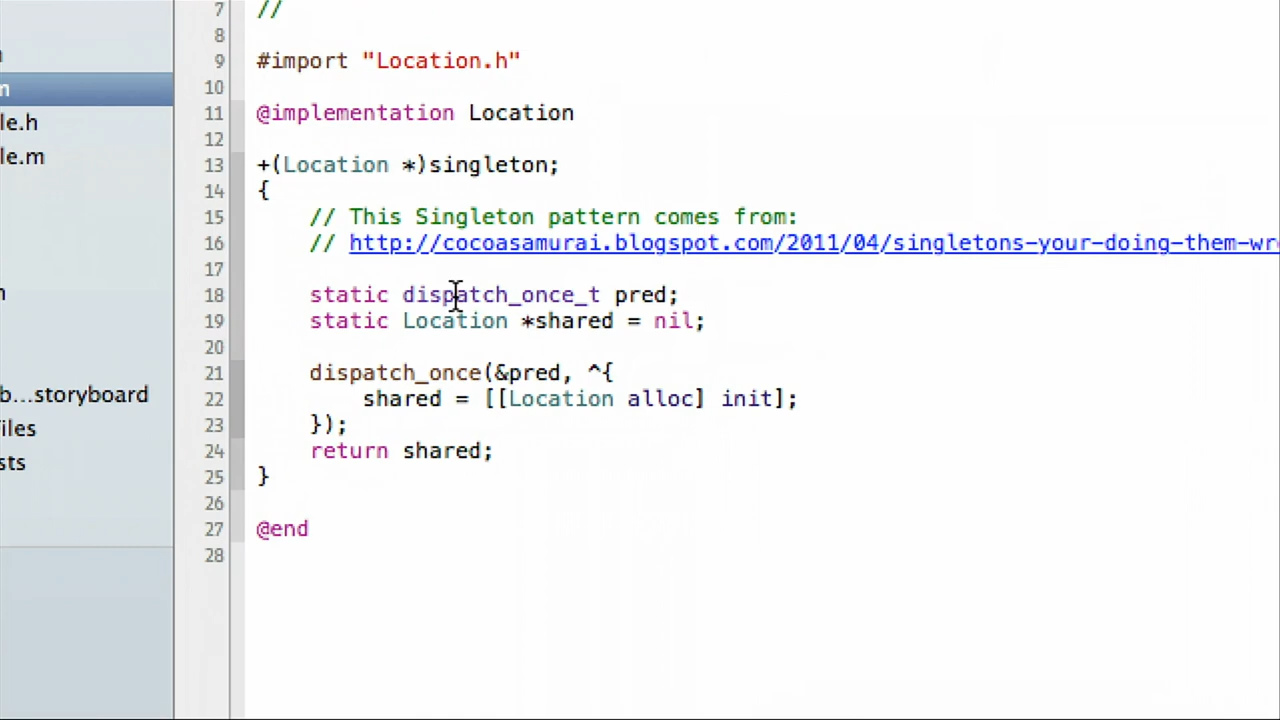 7 //
8
9 #import "Location.h"
10
m
11 @implementation Location
le.h
12
le.m
13 +(Location *)singleton;
14 {
15 // This Singleton pattern comes from:
16 // http://cocoasamurai.blogspot.com/2011/04/singletons-your-doing-them-wr
17
18 static dispatch_once_t pred;
19 static Location *shared = nil;
20
21 dispatch_once(&pred, ^{
b...storyboard
22 shared = [[Location alloc] init];
iles
23 });
24 return shared;
sts
25 }
26
27 @end
28